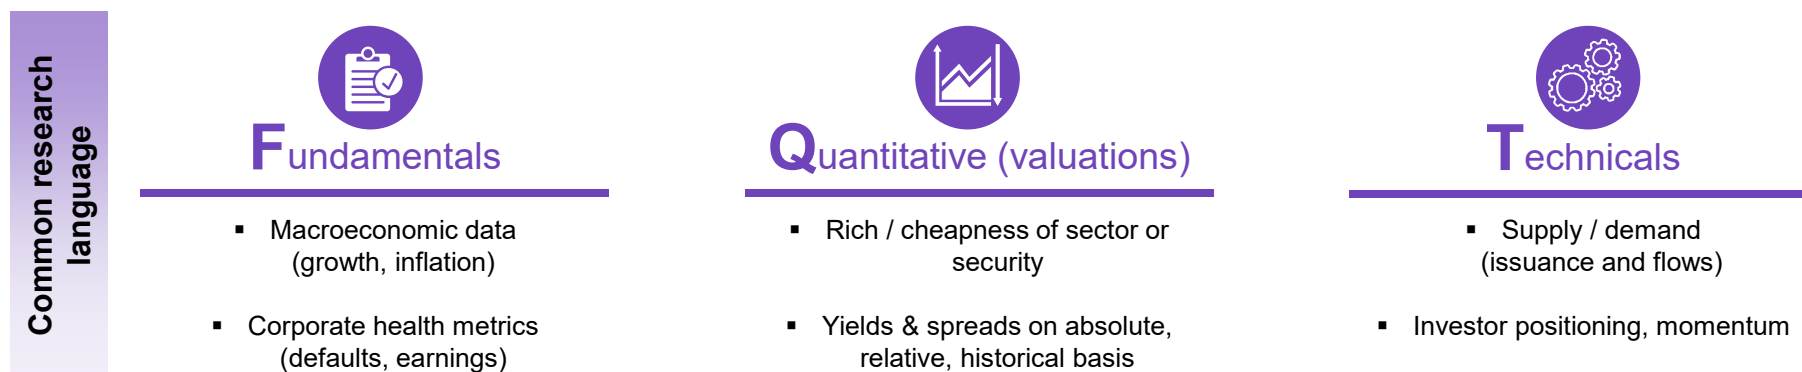 Common research
language
Fundamentals
▪ Macroeconomic data
(growth, inflation)
▪ Corporate health metrics
(defaults, earnings)
Quantitative (valuations)
▪ Rich / cheapness of sector or
security
▪ Yields & spreads on absolute,
relative, historical basis
Technicals
▪ Supply / demand
(issuance and flows)
▪ Investor positioning, momentum